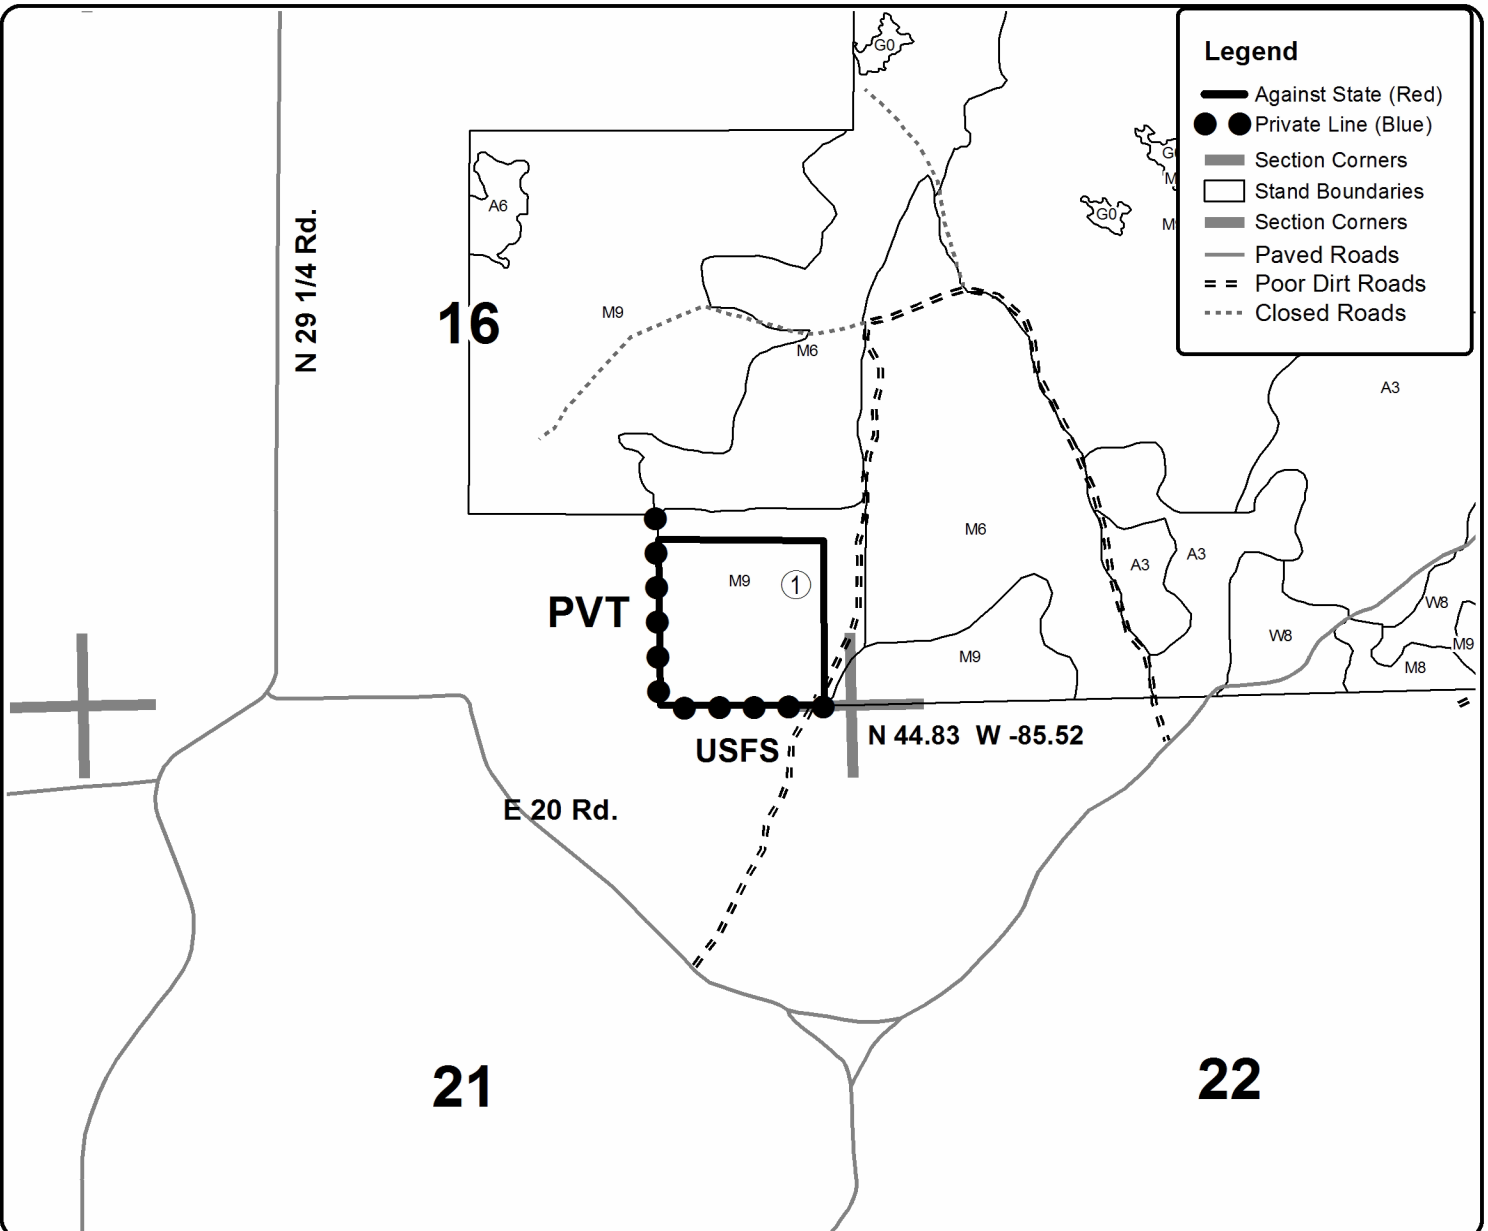 G0
Legend
Against State (Red)
Private Line (Blue)
Section Corners
Stand Boundaries
Section Corners
Paved Roads
Poor Dirt Roads
Closed Roads
A6
G0
N 29 1/4 Rd.
16
M9
M6
A3
M6
A3
A3
M9
1
PVT
W8
W8
M9
M9
M8
N 44.83 W -85.52
USFS
E 20 Rd.
21
22